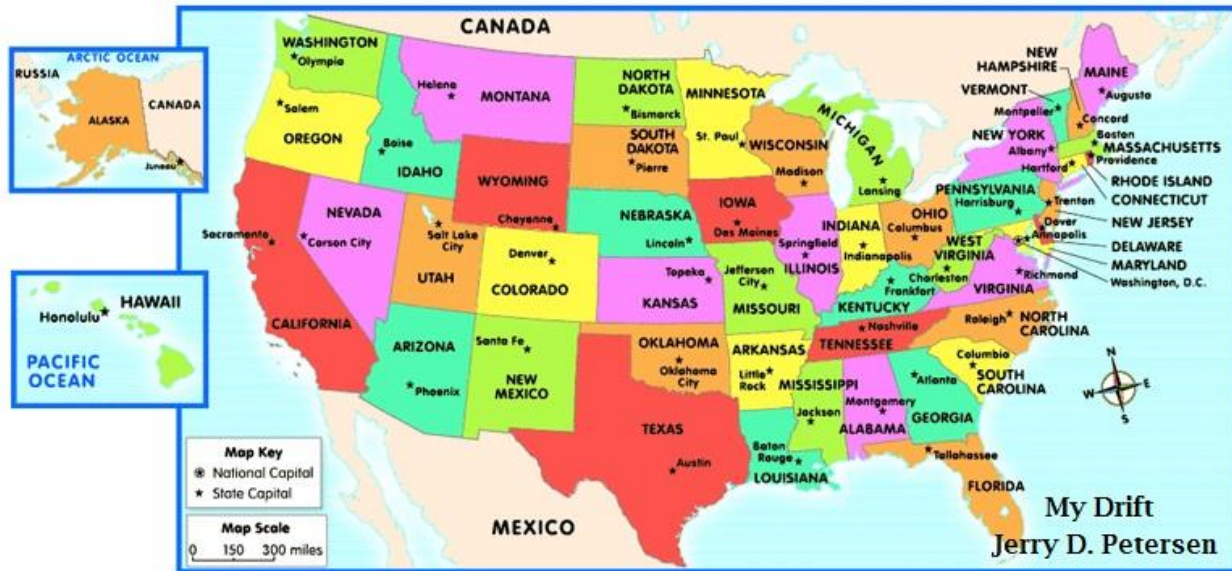 CANADA
ARCTIC OCEAN
RUSSIA
CANADA
ALASKA
Juneau
HAWAII
Honolulu
PACIFIC
OCEAN
WASHINGTON
Olympia
Salem
OREGON
Helena
MONTANA
Boise
IDAHO
WYOMING
Cheyenne
NEVADA
Carson City
Sacramento
CALIFORNIA
Salt Lake
City
UTAH
Denver
COLORADO
ARIZONA
Phoenix
Santa Fe
NEW
MEXICO
NORTH
DAKOTA
Bismarck
SOUTH
DAKOTA
Pierre
NEBRASKA
Lincoln
Topeka
KANSAS
OKLAHOMA
Oklahoma
City
TEXAS
Austin
MINNESOTA
St. Paul
IOWA
Des Moines
Jefferson
City
MISSOURI
ARKANSAS
Little
Rock
Baton
Rouge
LOUISIANA
WISCONSIN
Madison
MICHIGAN
Lansing
Springfield
ILLINOIS
INDIANA
Indianapolis
OHIO
Columbus
KENTUCKY
Frankfort
Nashville
TENNESSEE
MISSISSIPPI
Jackson
Montgomery
ALABAMA
Atlanta
GEORGIA
Tallahassee
FLORIDA
Columbia
SOUTH
CAROLINA
Raleigh
NORTH
CAROLINA
WEST
VIRGINIA
Charleston
Richmond
VIRGINIA
PENNSYLVANIA
Harrisburg
NEW YORK
Albany
NEW
HAMPSHIRE
VERMONT
Montpelier
MAINE
Augusta
Concord
Boston
MASSACHUSETTS
Providence
Hartford
RHODE ISLAND
CONNECTICUT
Trenton
NEW JERSEY
Dover
Annapolis
DELAWARE
MARYLAND
Washington, D.C.
N
W
E
S
Map Key
National Capital
State Capital
Map Scale
0 150 300 miles
MEXICO
My Drift
Jerry D. Petersen